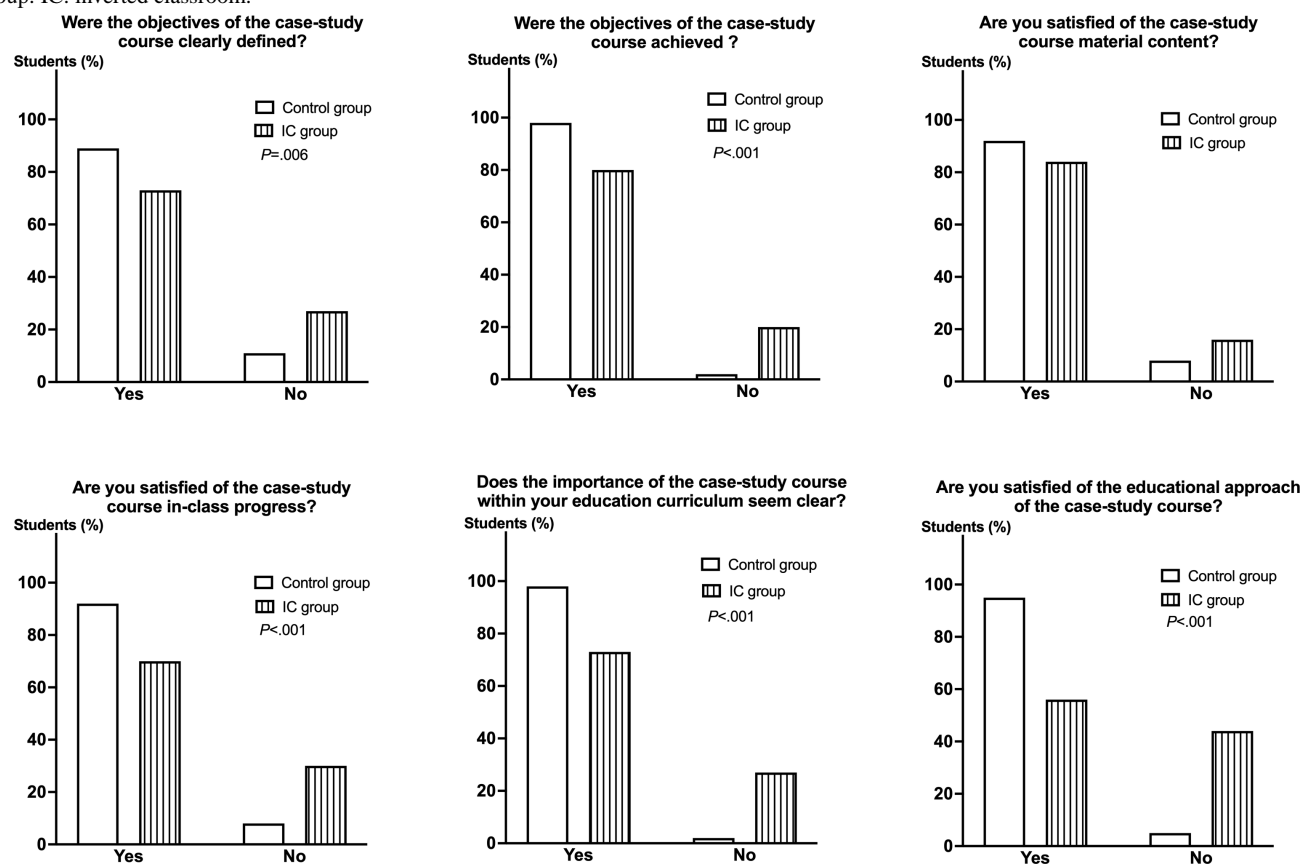 up. IC: inverted classroom.
Were the objectives of the case-study
course clearly defined?
Students (%)
100
80
60
40
20
0
Control group
IC group
P=.006
Yes
No
Were the objectives of the case-study
course achieved ?
Students (%)
100
80
60
40
20
0
Control group
IC group
P<.001
Yes
No
Are you satisfied of the case-study
course material content?
Students (%)
100
80
60
40
20
0
Control group
IC group
Yes
No
Are you satisfied of the case-study
course in-class progress?
Students (%)
100
80
60
40
20
0
Control group
IC group
P<.001
Yes
No
Does the importance of the case-study course
within your education curriculum seem clear?
Students (%)
100
80
60
40
20
0
Control group
IC group
P<.001
Yes
No
Are you satisfied of the educational approach
of the case-study course?
Students (%)
100
80
60
40
20
0
Control group
IC group
P<.001
Yes
No